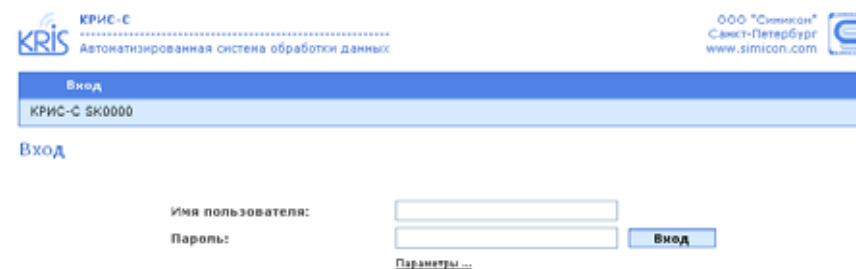 KRIS
КРИС-С
Автоматизированная система обработки данных
ООО "Симикон"
Санкт-Петербург
www.simicon.com
Вход
КРИС-С SK0000
Вход
Имя пользователя:
Пароль:
Вход
Параметры ...